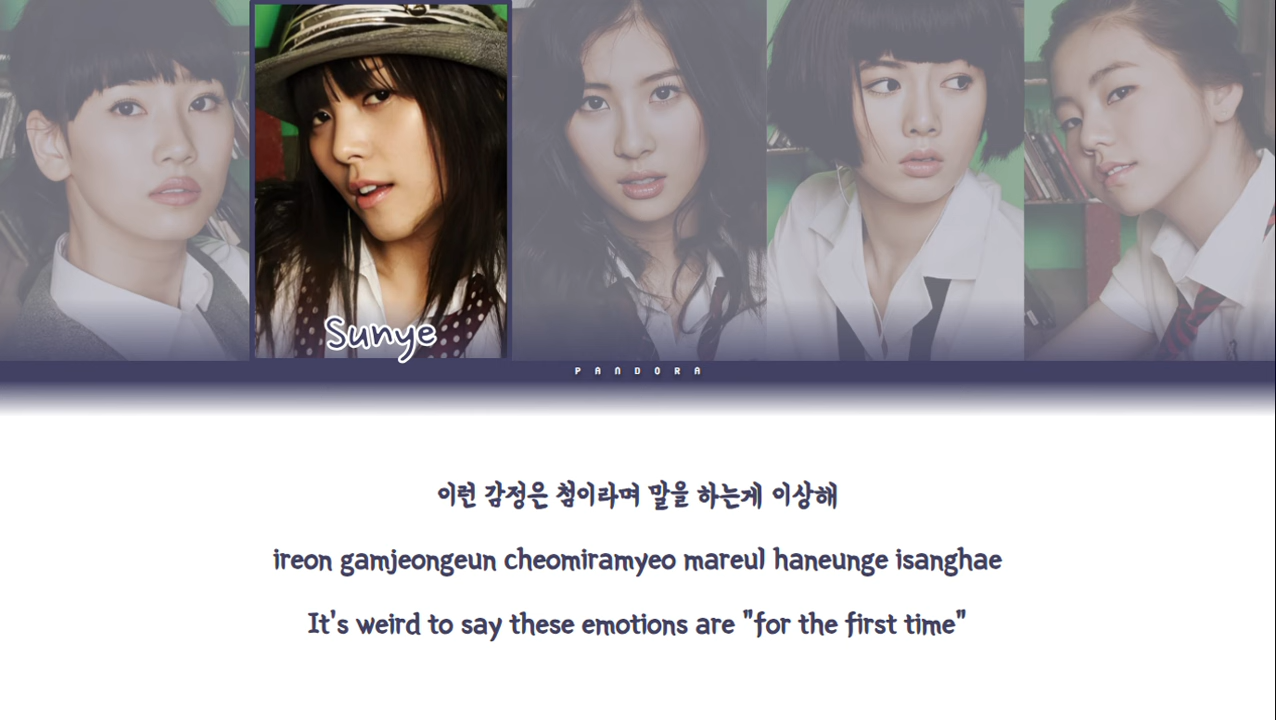 Sunye
PANDORA
이런 감정은 첨이라며 말을 하는게 이상해
ireon gamjeongeun cheomiramyeo mareul haneunge isanghae
It's weird to say these emotions are "for the first time"